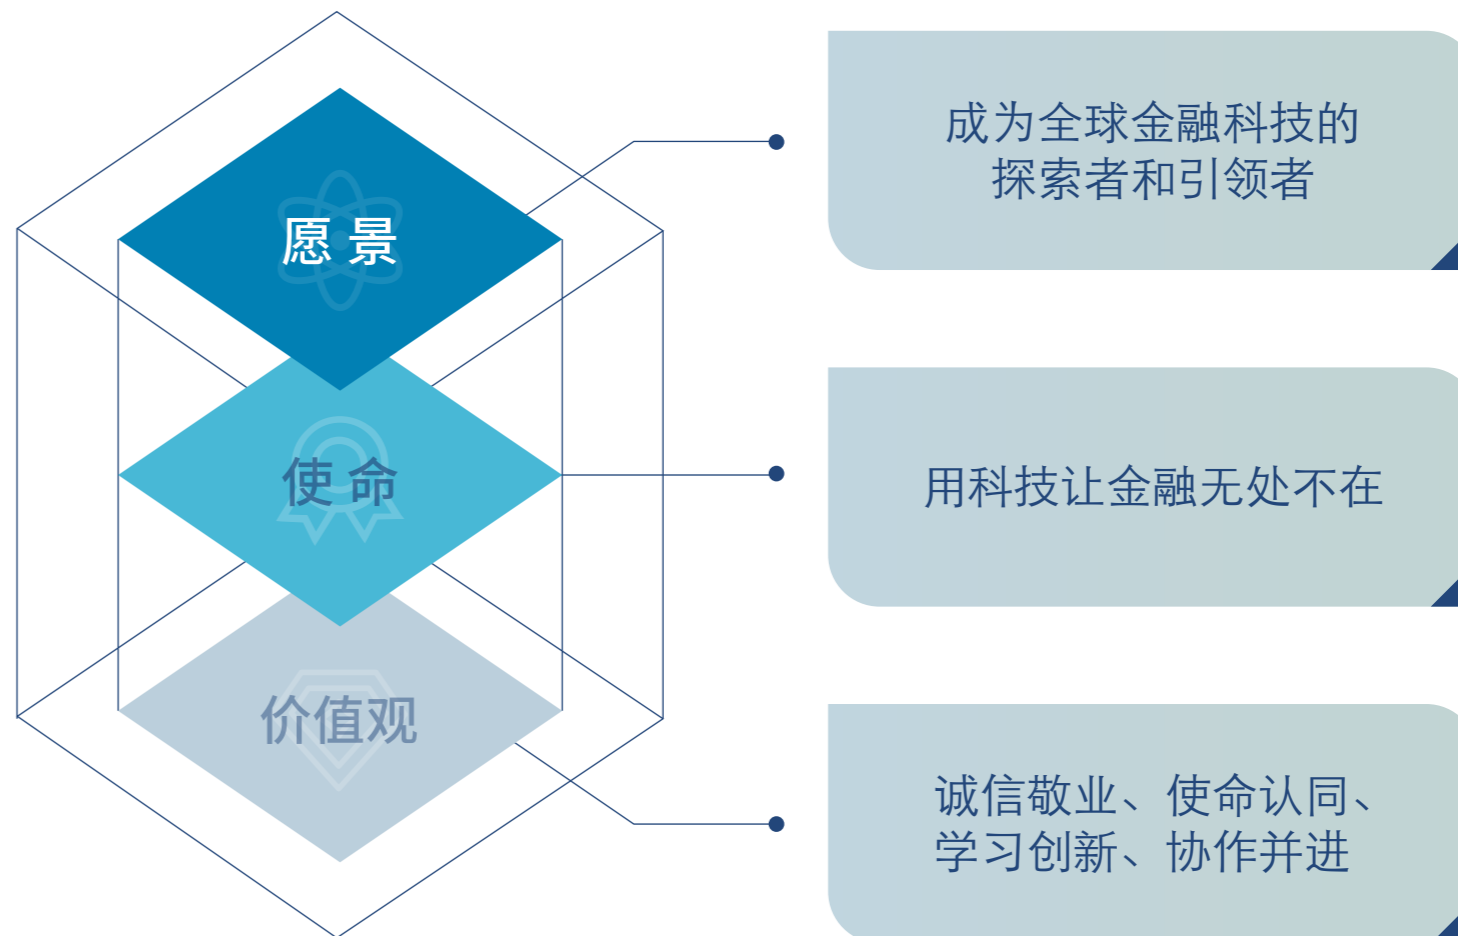 愿景
成为全球金融科技的
探索者和引领者
使命
用科技让金融无处不在
价值观
诚信敬业、使命认同、
学习创新、协作并进